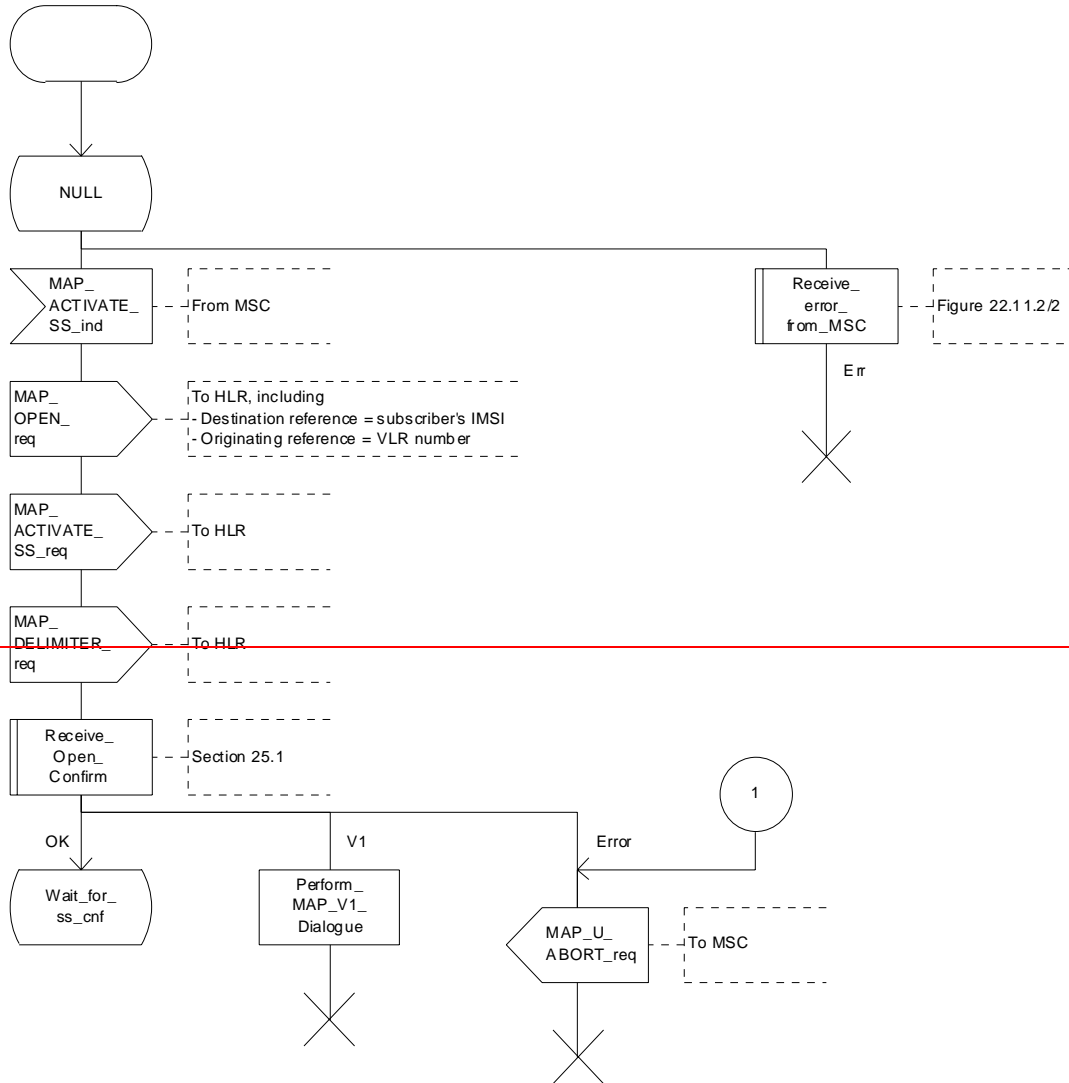 NULL
MAP_
ACTIVATE_
SS_ind
From MSC
Receive_
error_
from_MSC
Figure 22.11.2/2
Err
MAP_
OPEN_
req
To HLR, including
- Destination reference = subscriber's IMSI
- Originating reference = VLR number
MAP_
ACTIVATE_
SS_req
To HLR
MAP_
DELIMITER_
req
To HLR
Receive_
Open_
Confirm
Section 25.1
1
OK
V1
Error
Wait_for_
ss_cnf
Perform_
MAP_V1_
Dialogue
MAP_U_
ABORT_req
To MSC